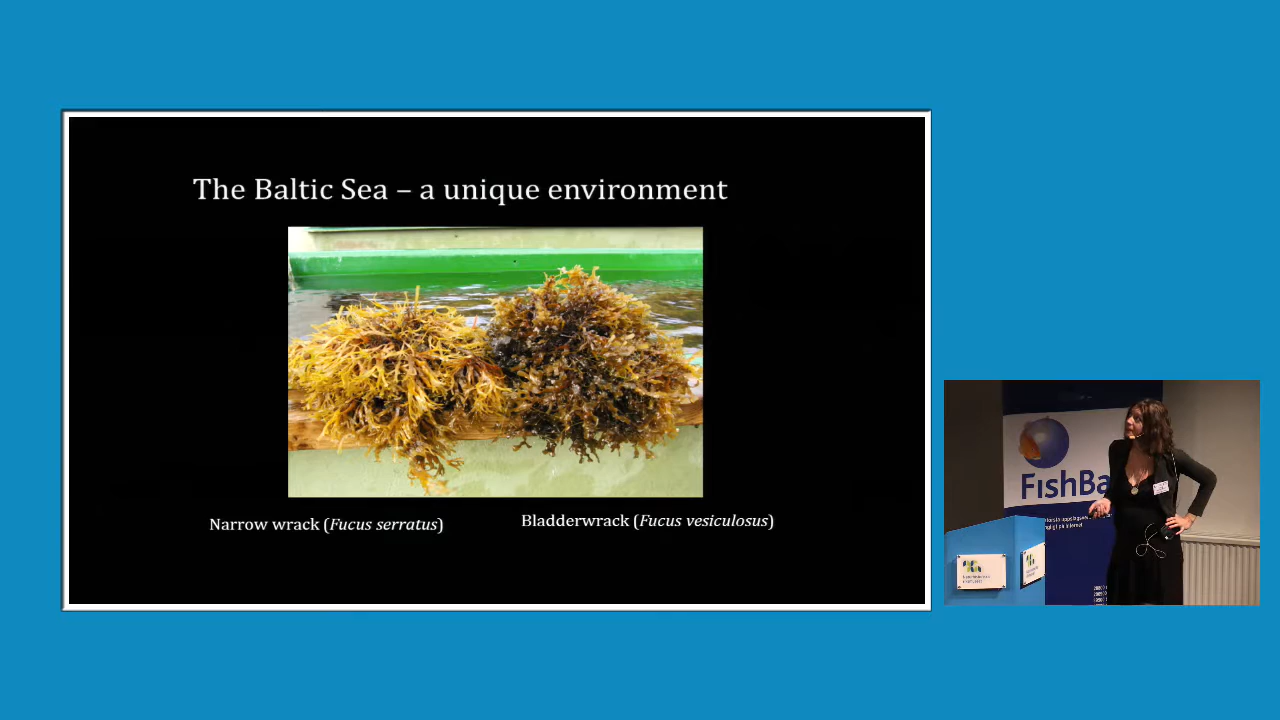 The Baltic Sea – a unique environment
Narrow wrack (Fucus serratus)
Bladderwrack (Fucus vesiculosus)
FishBa